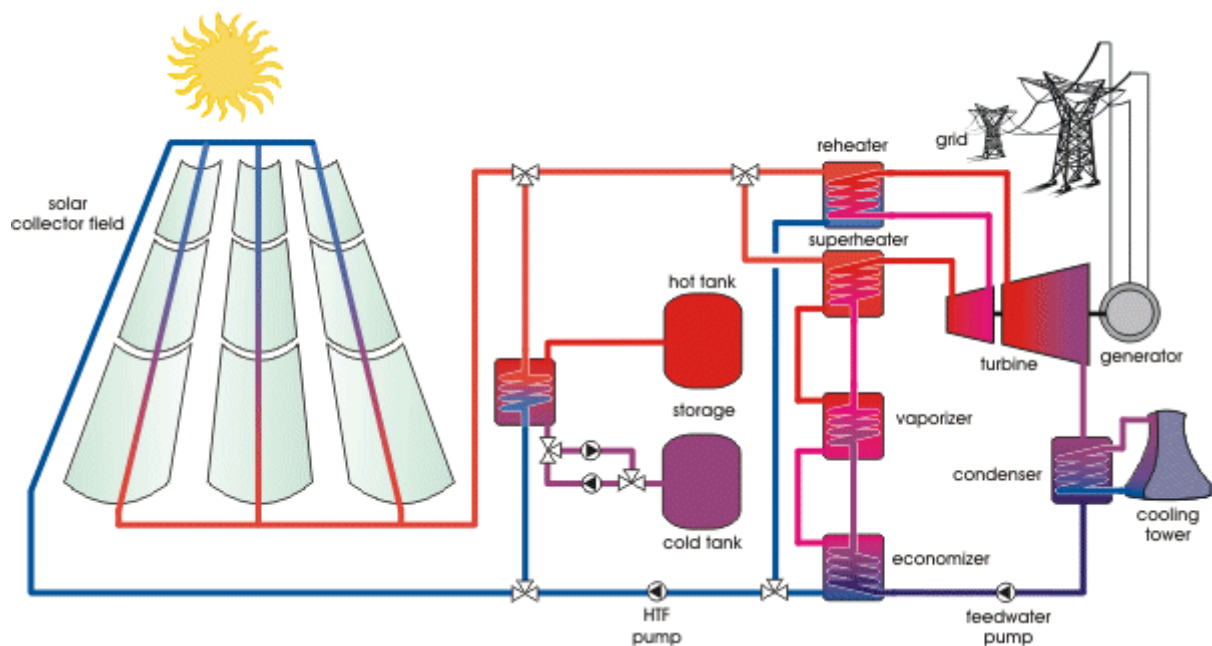 grid
reheater
solar
collector field
superheater
hot tank
turbine
generator
storage
vaporizer
condenser
cooling
tower
cold tank
economizer
HTF
pump
feedwater
pump